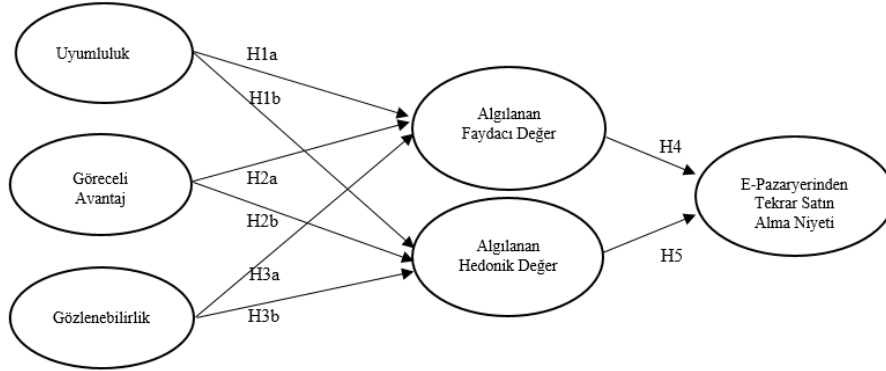 Uyumluluk
H1a
H1b
Algılanan
Faydacı Değer
H4
Göreceli
Avantaj
H2a
H2b
E-Pazaryerinden
Tekrar Satın
Alma Niyeti
Algılanan
Hedonik Değer
H5
Gözlenebilirlik
H3a
H3b